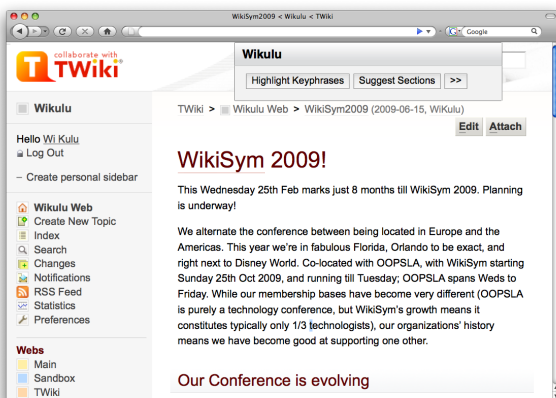 WikiSym2009 < Wikulu < TWiki
Google
collaborate with
TWiki
Wikulu
Highlight Keyphrases Suggest Sections >>
Wikulu
Hello Wi Kulu
Log Out
Create personal sidebar
Wikulu Web
Create New Topic
Index
Search
Changes
Notifications
RSS Feed
Statistics
Preferences
Webs
Main
Sandbox
TWiki
TWiki > Wikulu Web > WikiSym2009 (2009-06-15, WiKulu)
Edit Attach
WikiSym 2009!
This Wednesday 25th Feb marks just 8 months till WikiSym 2009. Planning
is underway!
We alternate the conference between being located in Europe and the
Americas. This year we're in fabulous Florida, Orlando to be exact, and
right next to Disney World. Co-located with OOPSLA, with WikiSym starting
Sunday 25th Oct 2009, and running till Tuesday; OOPSLA spans Weds to
Friday. While our membership bases have become very different (OOPSLA
is purely a technology conference, but WikiSym's growth means it
constitutes typically only 1/3 technologists), our organizations' history
means we have become good at supporting one other.
Our Conference is evolving